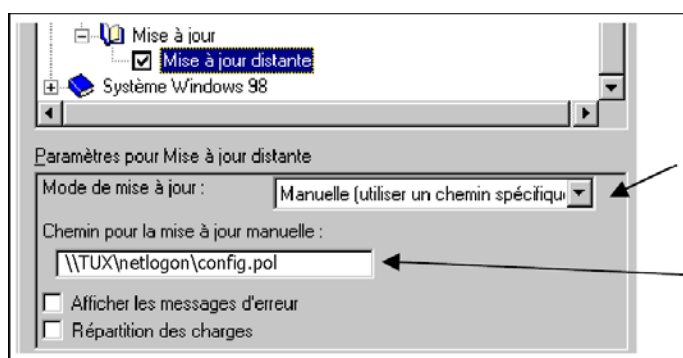 Mise à jour
Mise à jour distante
Système Windows 98
Paramètres pour Mise à jour distante
Mode de mise à jour :
Manuelle (utiliser un chemin spécifiqu
Chemin pour la mise à jour manuelle :
\\TUX\netlogon\config.pol
Afficher les messages d'erreur
Répartition des charges